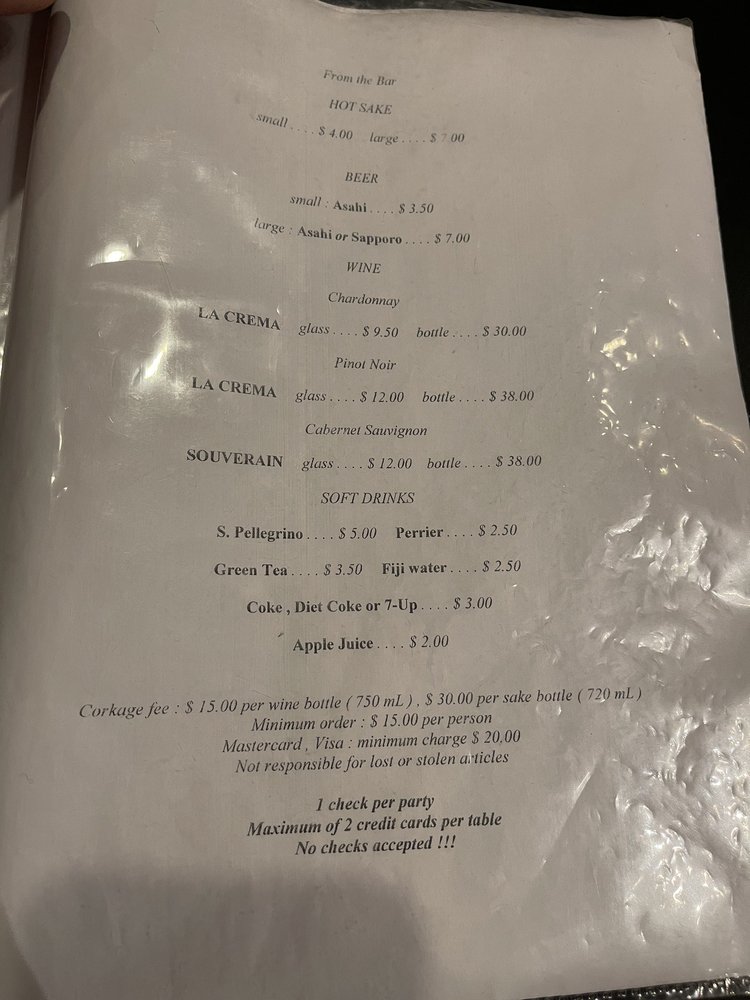 From the Bar
HOT SAKE
small . . . . $ 4.00 large . . . . $ 7.00
BEER
small : Asahi . . . . $ 3.50
large : Asahi or Sapporo . . . . $ 7.00
WINE
Chardonnay
LA CREMA glass . . . . $ 9.50 bottle . . . . $ 30.00
Pinot Noir
LA CREMA glass . . . . $ 12.00 bottle . . . . $ 38.00
Cabernet Sauvignon
SOUVERAIN glass . . . . $ 12.00 bottle . . . . $ 38.00
SOFT DRINKS
S. Pellegrino . . . . $ 5.00 Perrier . . . . $ 2.50
Green Tea . . . . $ 3.50 Fiji water . . . . $ 2.50
Coke , Diet Coke or 7-Up . . . . $ 3.00
Apple Juice . . . . $ 2.00
Corkage fee : $ 15.00 per wine bottle ( 750 mL ) , $ 30.00 per sake bottle ( 720 mL )
Minimum order : $ 15.00 per person
Mastercard , Visa : minimum charge $ 20.00
Not responsible for lost or stolen articles
1 check per party
Maximum of 2 credit cards per table
No checks accepted !!!